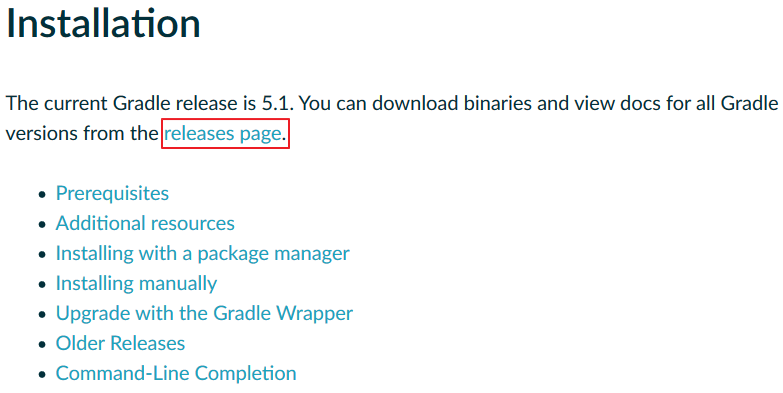 Installation
The current Gradle release is 5.1. You can download binaries and view docs for all Gradle
versions from the releases page.
Prerequisites
Additional resources
Installing with a package manager
Installing manually
Upgrade with the Gradle Wrapper
Older Releases
Command-Line Completion